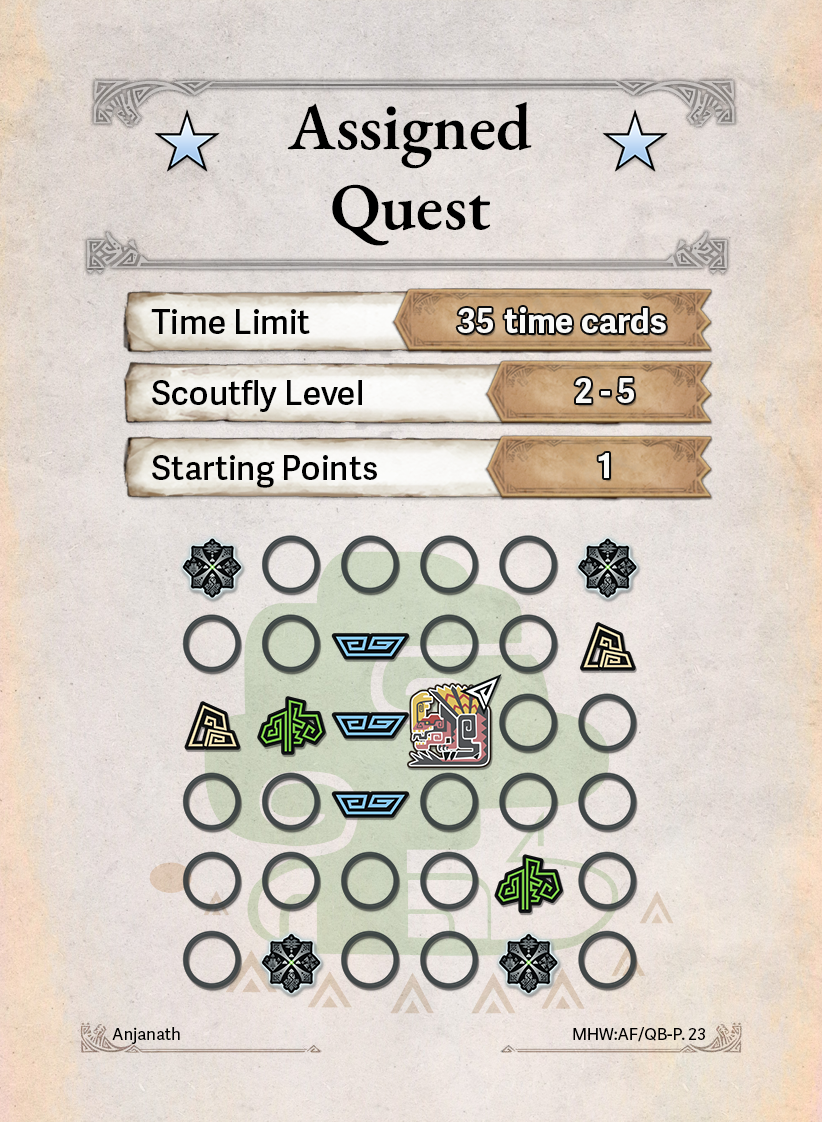 Assigned
Quest
Time Limit 35 time cards
Scoutfly Level 2 - 5
Starting Points 1
Anjanath MHW:AF/QB-P. 23